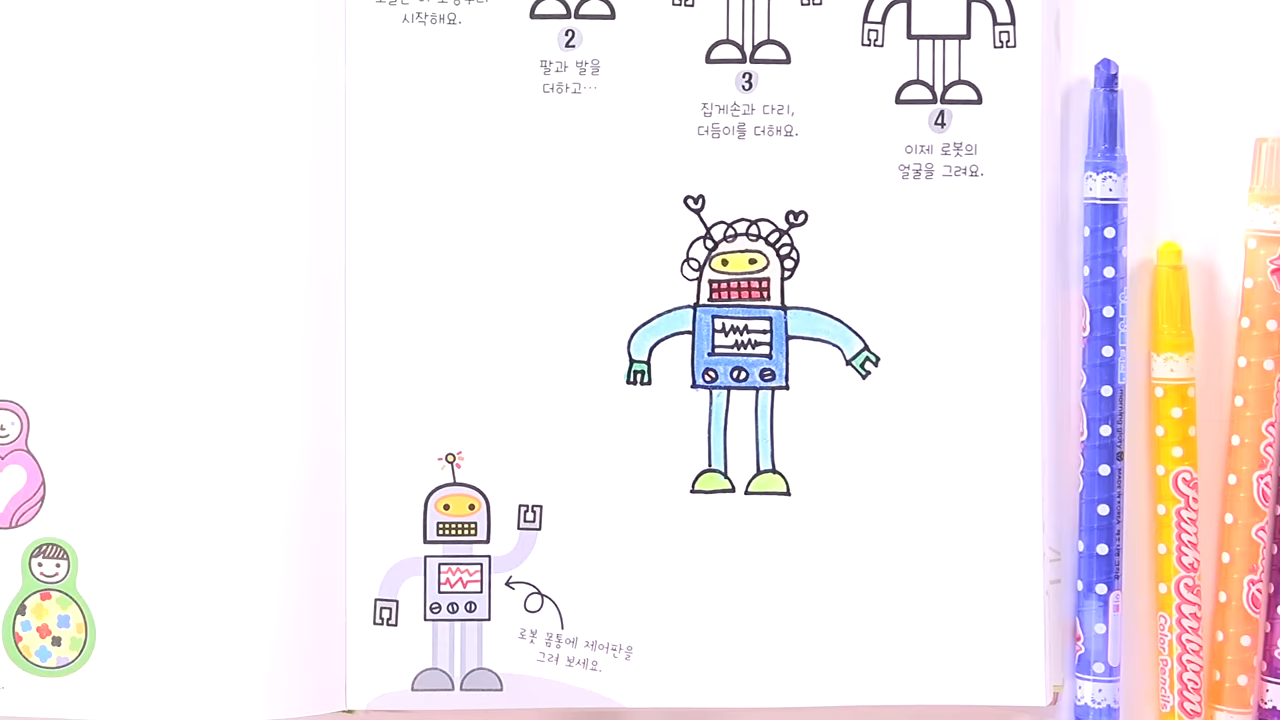 시작해요.
2
팔과 발을
더하고…
3
집게손과 다리,
더듬이를 더해요.
4
이제 로봇의
얼굴을 그려요.
로봇 몸통에 제어판을
그려 보세요.
Color Pencils